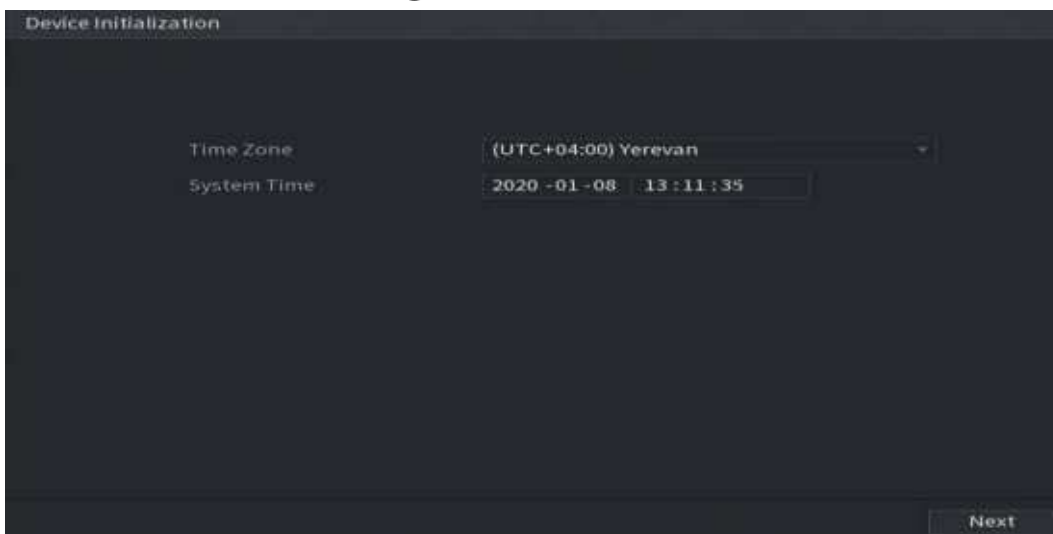 Device Initialization
Time Zone (UTC+04:00) Yerevan
System Time 2020 -01 -08 13 : 11 : 35
Next